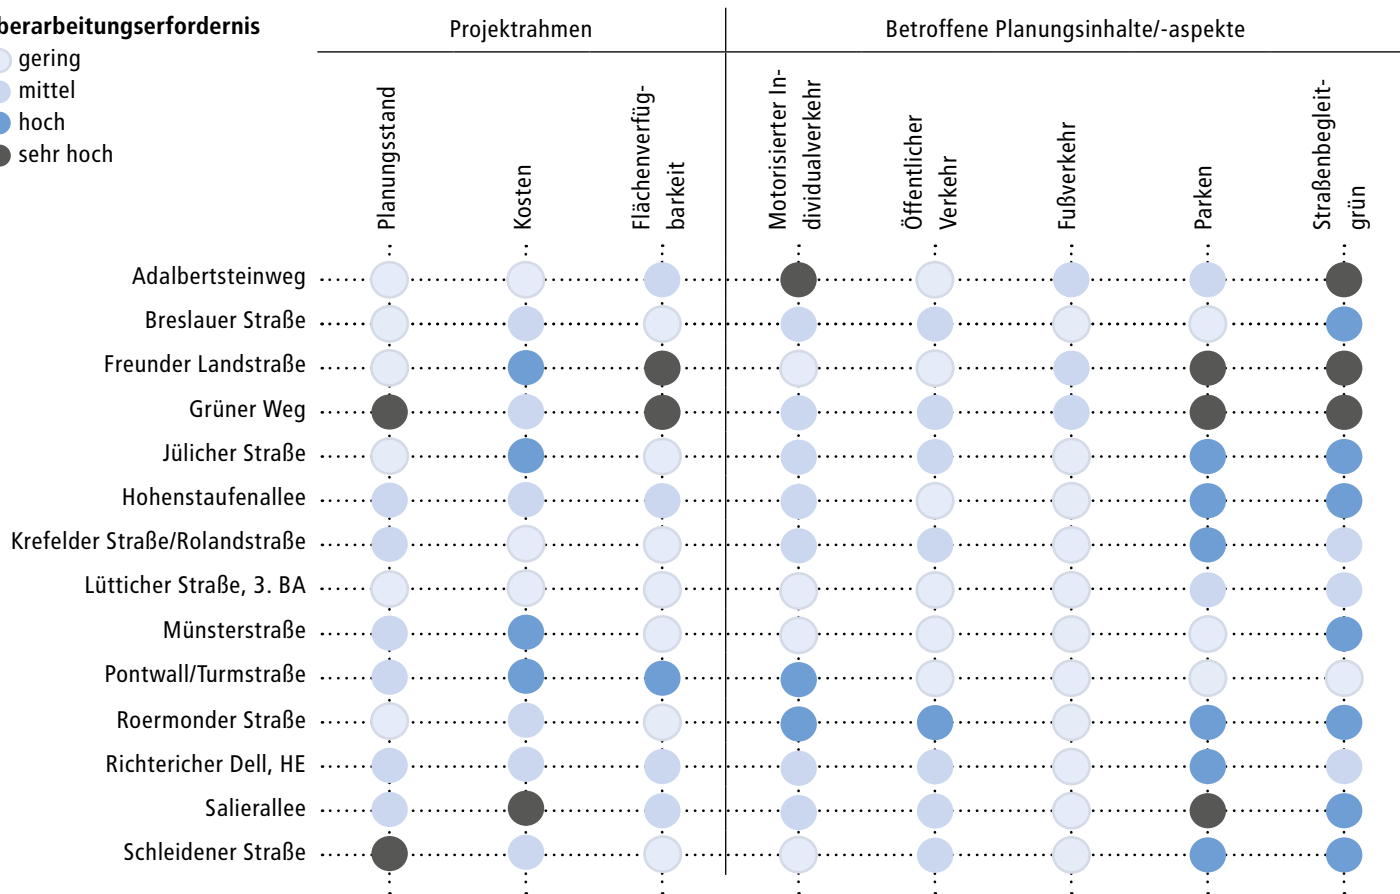 berarbeitungserfordernis
gering
mittel
hoch
sehr hoch
Projektrahmen
Betroffene Planungsinhalte/-aspekte
Planungsstand
Kosten
Flächenverfüg-
barkeit
Motorisierter In-
dividualverkehr
Öffentlicher
Verkehr
Fußverkehr
Parken
Straßenbegleit-
grün
Adalbertsteinweg
Breslauer Straße
Freunder Landstraße
Grüner Weg
Jülicher Straße
Hohenstaufenallee
Krefelder Straße/Rolandstraße
Lütticher Straße, 3. BA
Münsterstraße
Pontwall/Turmstraße
Roermonder Straße
Richtericher Dell, HE
Salierallee
Schleidener Straße